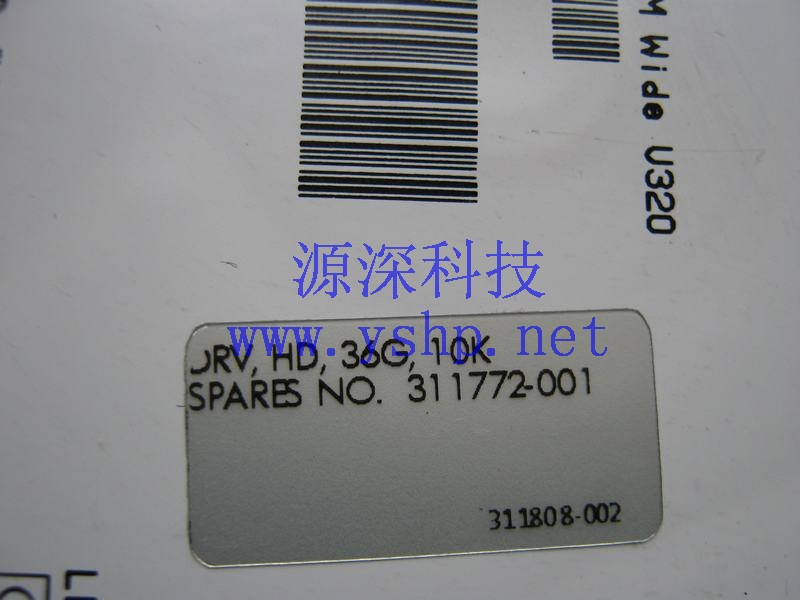 M Wide U320
源深科技
www.yshp.net
DRV, HD, 36G, 10K
SPARES NO. 311772-001
311808-002